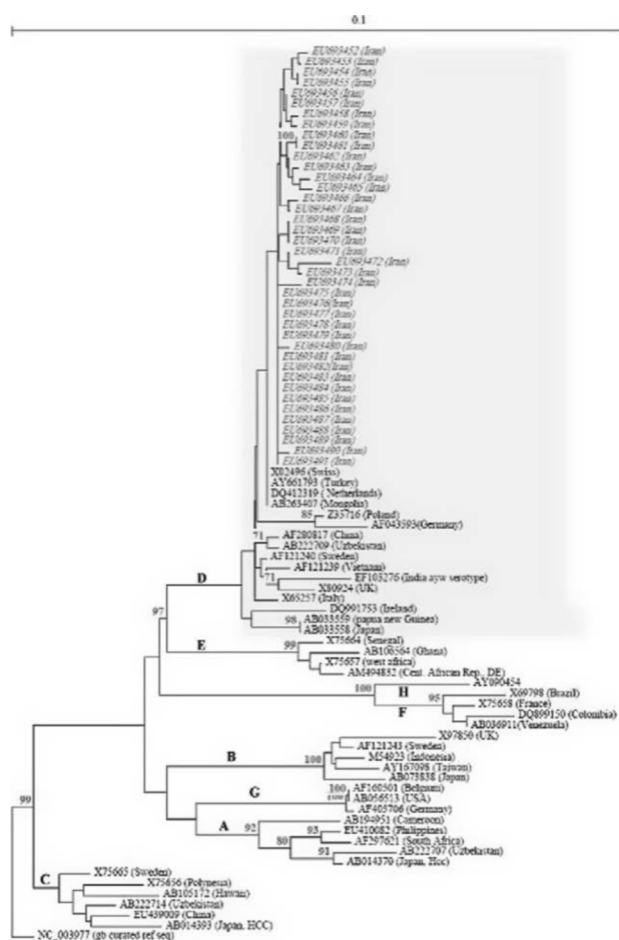 0.1
EU693452 (Iran)
EU693453 (Iran)
EU693454 (Iran)
EU693455 (Iran)
EU693456 (Iran)
EU693457 (Iran)
EU693458 (Iran)
EU693459 (Iran)
100 EU693460 (Iran)
EU693461 (Iran)
EU693462 (Iran)
EU693463 (Iran)
EU693464 (Iran)
EU693465 (Iran)
EU693466 (Iran)
EU693467 (Iran)
EU693468 (Iran)
EU693469 (Iran)
EU693470 (Iran)
EU693471 (Iran)
EU693472 (Iran)
EU693473 (Iran)
EU693474 (Iran)
EU693475 (Iran)
EU693476(Iran)
EU693477 (Iran)
EU693478 (Iran)
EU693479 (Iran)
EU693480 (Iran)
EU693481 (Iran)
EU693482(Iran)
EU693483 (Iran)
EU693484 (Iran)
EU693485 (Iran)
EU693486 (Iran)
EU693487 (Iran)
EU693488 (Iran)
EU693489 (Iran)
EU693490 (Iran)
EU693491 (Iran)
X02496 (Swiss)
AY661793 (Turkey)
DQ412319 ( Netherlands)
AB263407 (Mongolia)
85 Z35716 (Poland)
AF043593(Germany)
71 AF280817 (China)
AB222709 (Uzbekistan)
AF121240 (Sweden)
AF121239 (Vietnam)
71 EF103276 (India ayw serotype)
D X80924 (UK)
X65257 (Italy)
DQ991753 (Ireland)
97 98 AB033559 (papua new Guinea)
AB033558 (Japan)
E 99 X75664 (Senegal)
AB106564 (Ghana)
X75657 (west africa)
AM494832 (Cent. African Rep., DE)
100 AY090454
H 95 X69798 (Brazil)
F X75658 (France)
DQ899150 (Colombia)
AB036911(Venezuela)
X97850 (UK)
AF121243 (Sweden)
B 100 M54923 (Indonesia)
AY167098 (Taiwan)
AB073838 (Japan)
100 AF160501 (Belgium)
G AB056513 (USA)
99 AF405706 (Germany)
AB194951 (Cameroon)
A 92 93 EU410082 (Philippines)
80 AF297621 (South Africa)
91 AB222707 (Uzbekistan)
AB014370 (Japan, Hcc)
X75665 (Sweden)
C X75656 (Polynesia)
AB105172 (Hawaii)
AB222714 (Uzbekistan)
EU439009 (China)
AB014393 (Japan, HCC)
NC_003977 (gb curated ref seq)